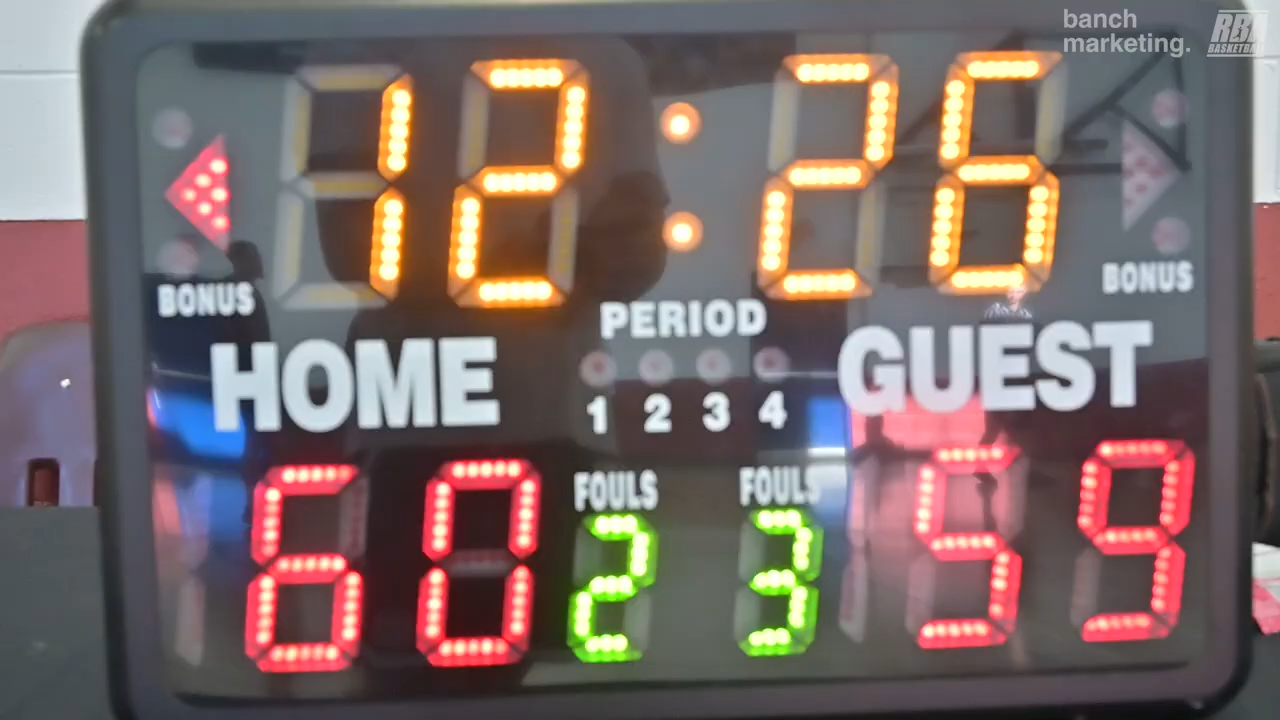 banch
marketing.
RBL
BASKETBALL
12:26
BONUS
BONUS
PERIOD
HOME
GUEST
1 2 3 4
FOULS
FOULS
60
2
3
59